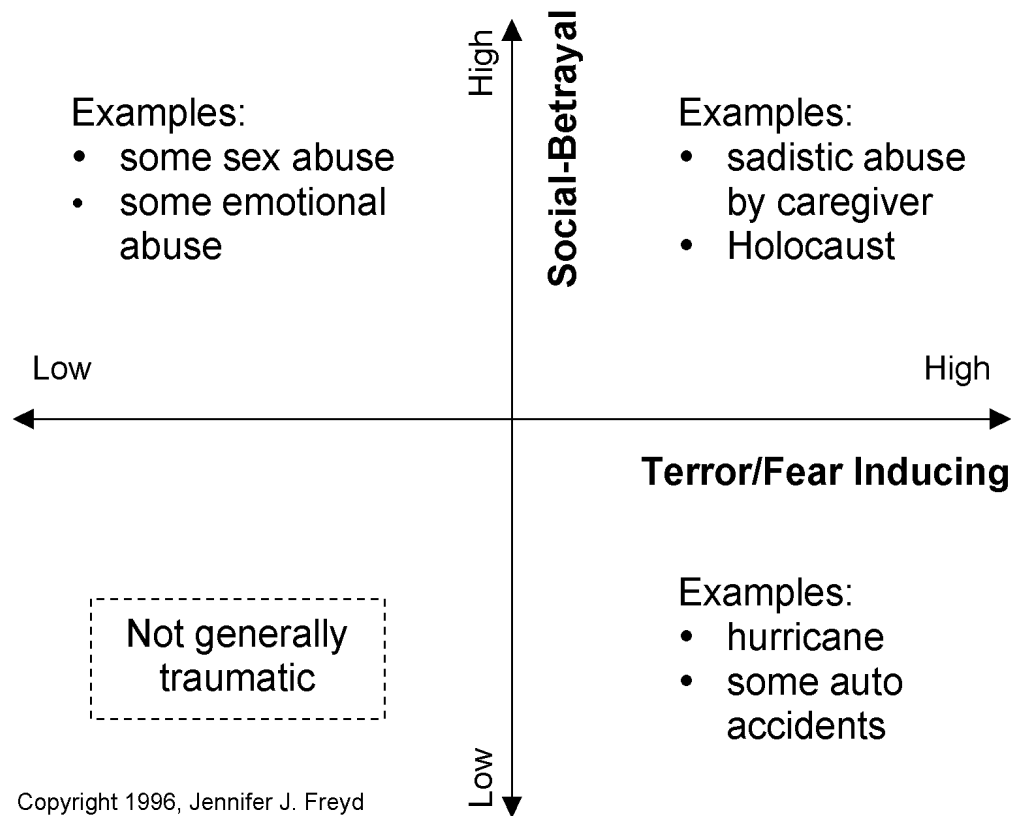 High
Social-Betrayal
Examples:
• some sex abuse
• some emotional
abuse
Examples:
• sadistic abuse
by caregiver
• Holocaust
Low
High
Terror/Fear Inducing
Not generally
traumatic
Examples:
• hurricane
• some auto
accidents
Low
Copyright 1996, Jennifer J. Freyd